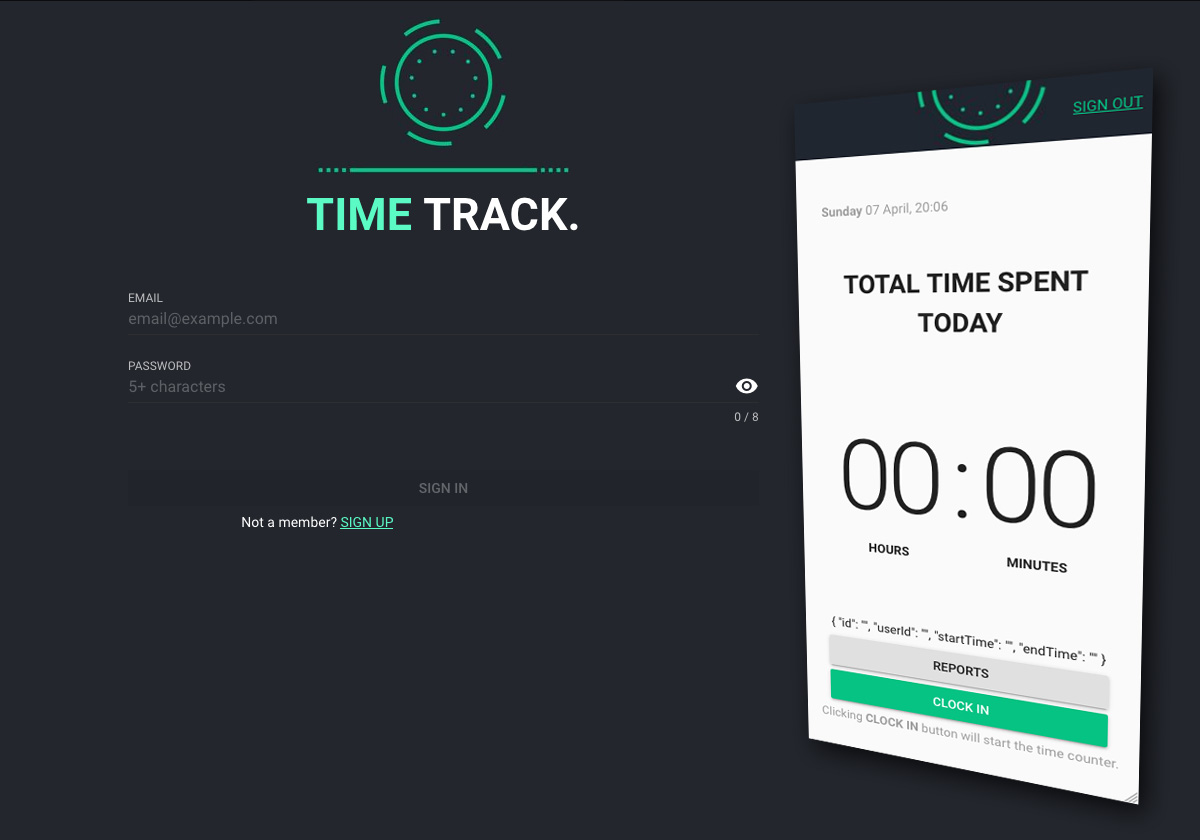 TIME TRACK.
EMAIL
email@example.com
PASSWORD
5+ characters
0 / 8
SIGN IN
Not a member? SIGN UP
SIGN OUT
Sunday 07 April, 20:06
TOTAL TIME SPENT
TODAY
00 : 00
HOURS MINUTES
{ "id": "", "userId": "", "startTime": "", "endTime": "" }
REPORTS
CLOCK IN
Clicking CLOCK IN button will start the time counter.